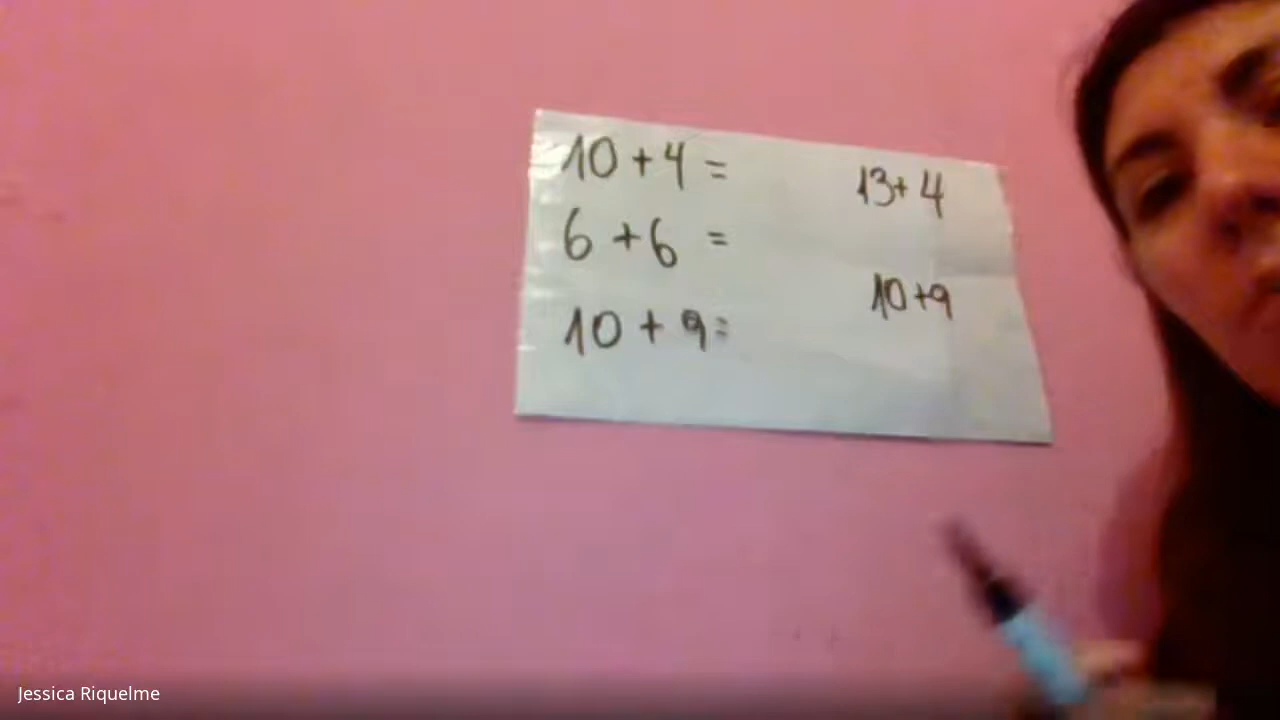 10 + 4 =
6 + 6 =
10 + 9 =
13 + 4
10 + 9
Jessica Riquelme